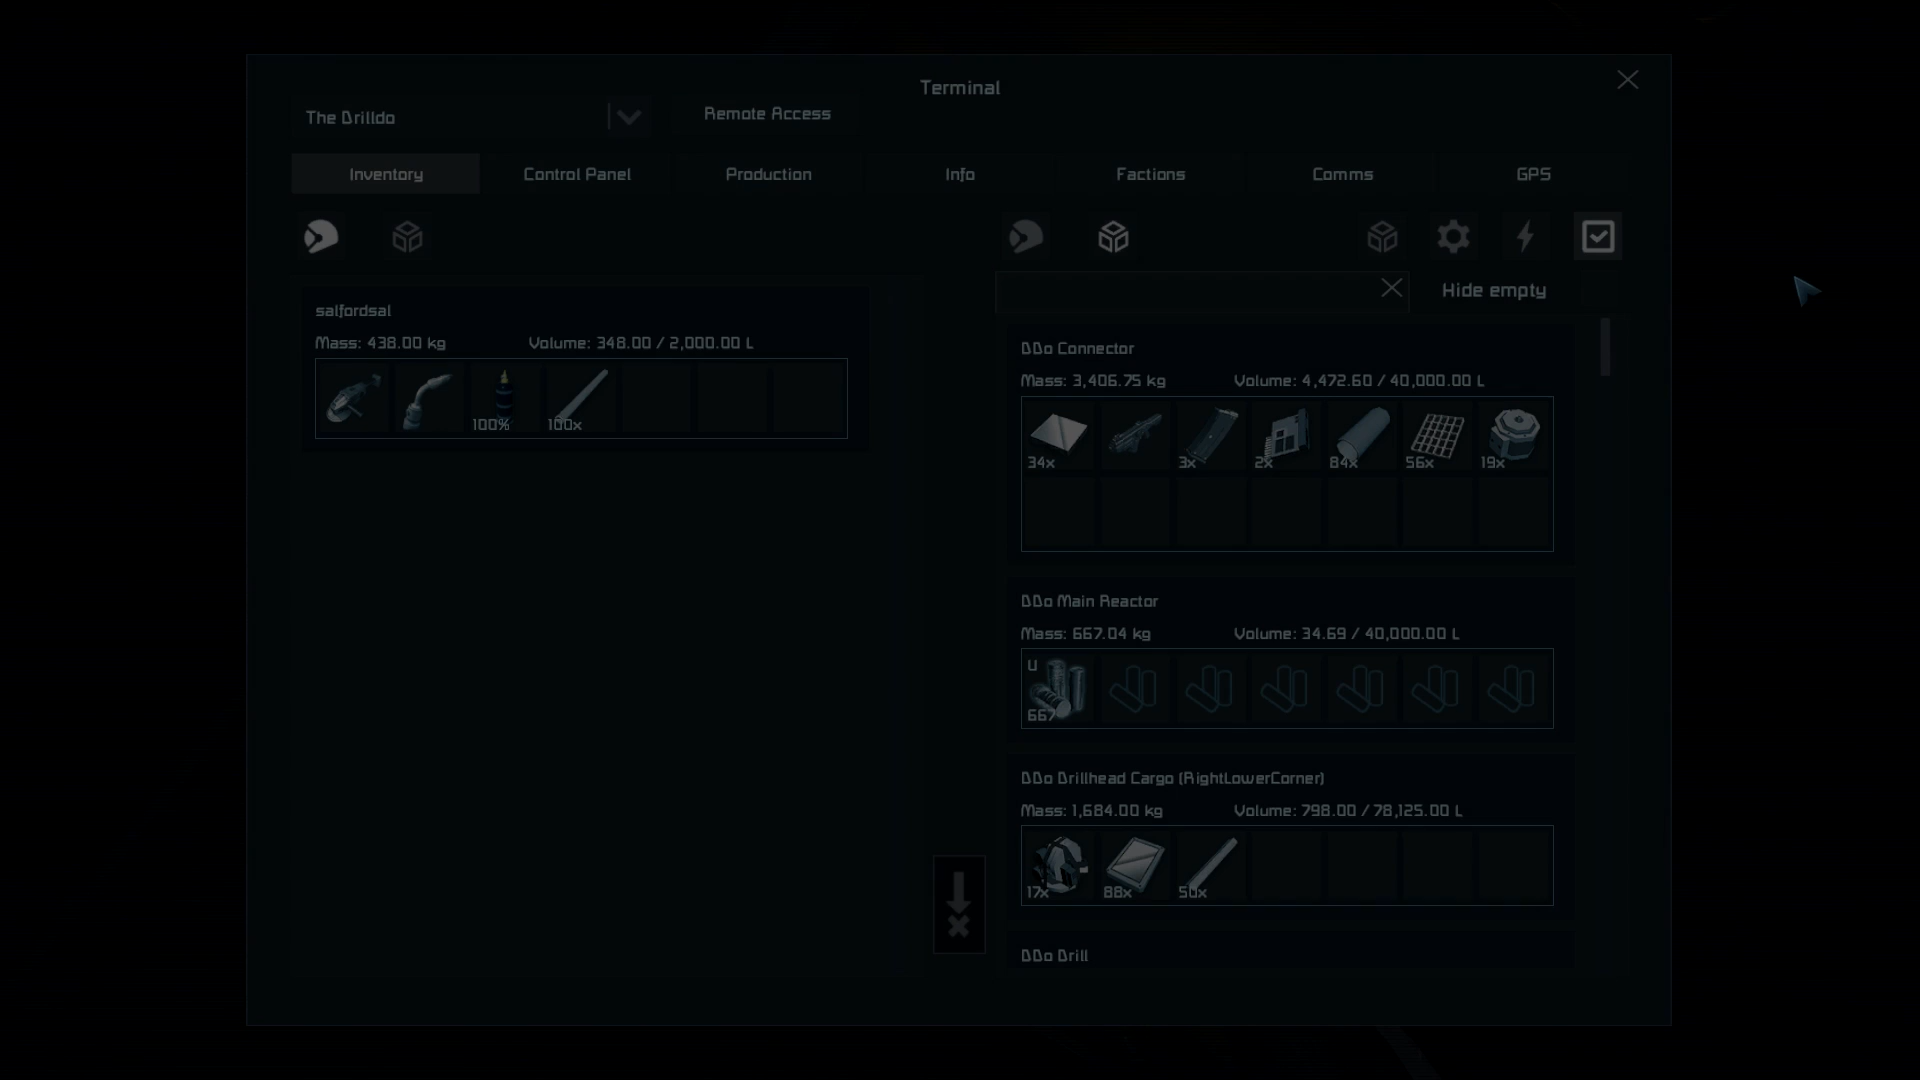 Terminal
The Drilldo
Remote Access
Inventory
Control Panel
Production
Info
Factions
Comms
GPS
Hide empty
salfordsal
Mass: 438.00 kg
Volume: 348.00 / 2,000.00 L
100%
100x
DDo Connector
Mass: 3,406.75 kg
Volume: 4,472.60 / 40,000.00 L
34x
3x
2x
84x
56x
19x
DDo Main Reactor
Mass: 667.04 kg
Volume: 34.69 / 40,000.00 L
U
667
DDo Drillhead Cargo (RightLowerCorner)
Mass: 1,684.00 kg
Volume: 798.00 / 78,125.00 L
17x
88x
50x
DDo Drill